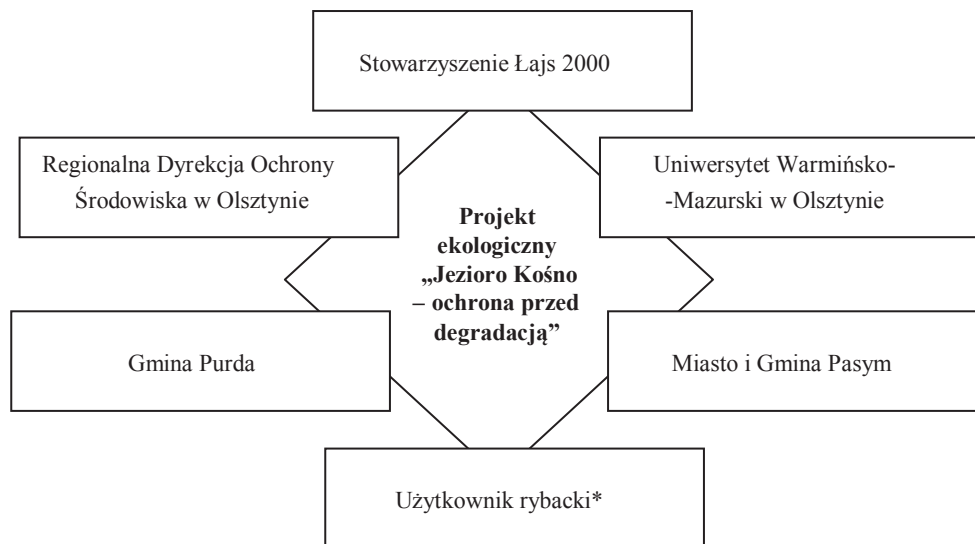 Stowarzyszenie Łajs 2000
Regionalna Dyrekcja Ochrony
Środowiska w Olsztynie
Uniwersytet Warmińsko-
-Mazurski w Olsztynie
Projekt
ekologiczny
„Jezioro Kośno
– ochrona przed
degradacją”
Gmina Purda
Miasto i Gmina Pasym
Użytkownik rybacki*